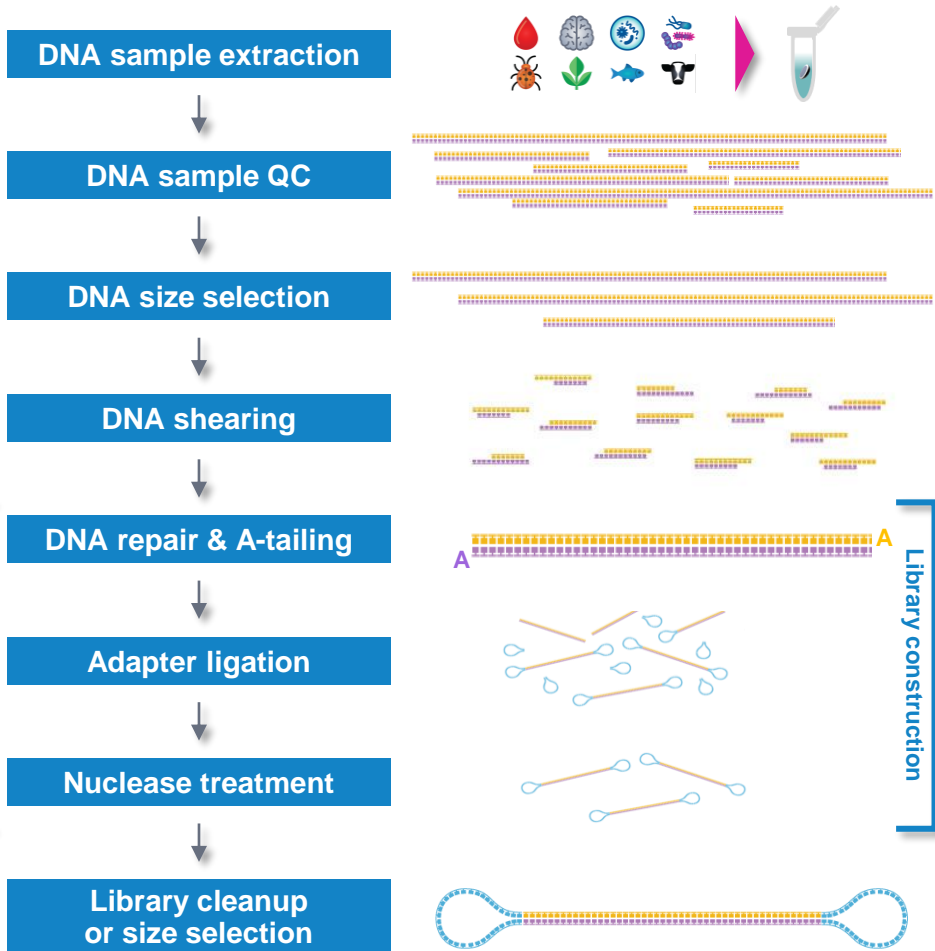 DNA sample extraction
DNA sample QC
DNA size selection
DNA shearing
DNA repair & A-tailing
A
A
Adapter ligation
Nuclease treatment
Library construction
Library cleanup
or size selection